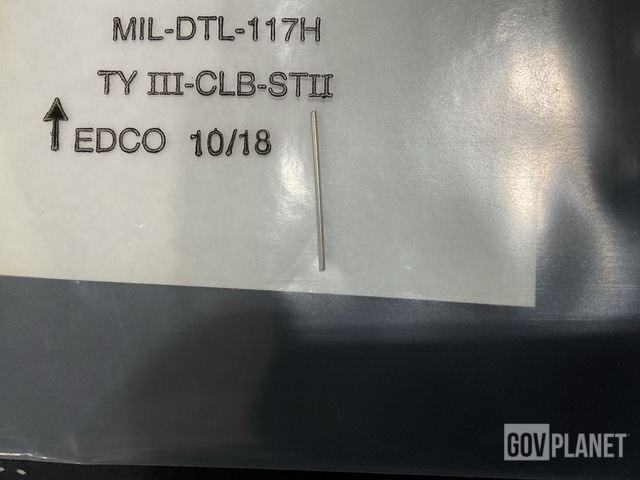 MIL-DTL-117H
TY III-CLB-STII
EDCO 10/18
GOVPLANET